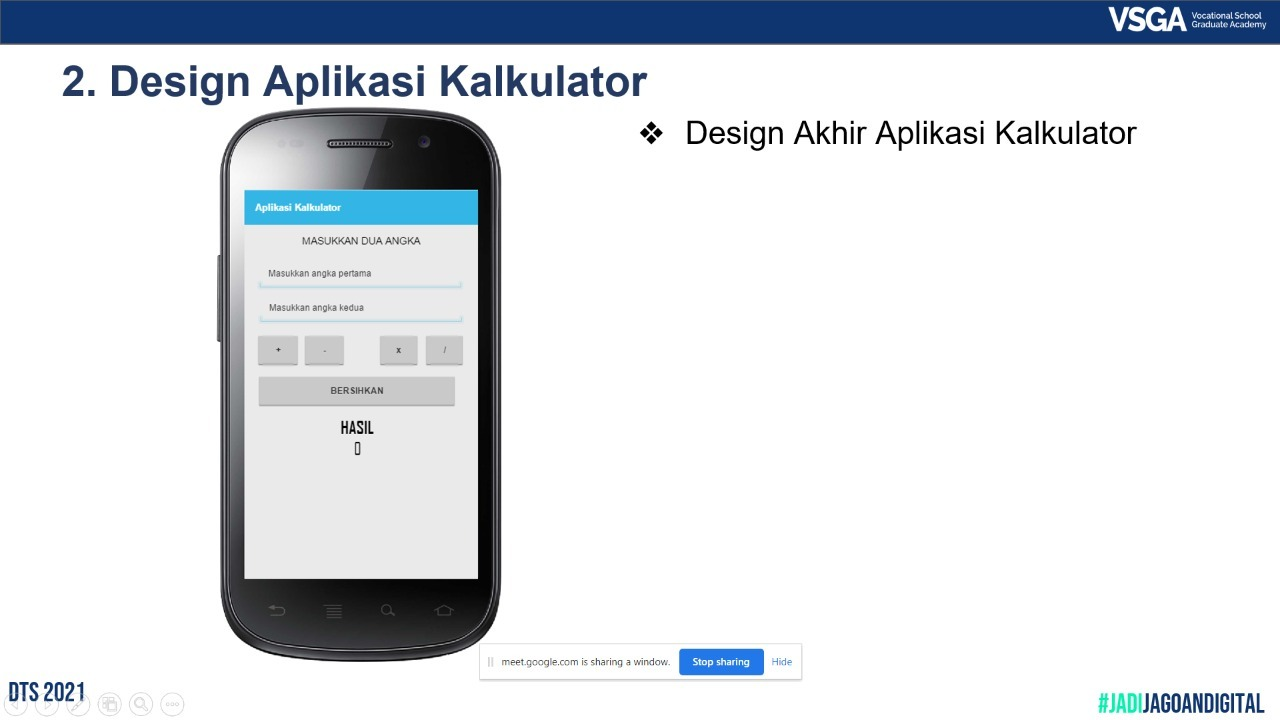 VSGA
Vocational School
Graduate Academy
2. Design Aplikasi Kalkulator
❖ Design Akhir Aplikasi Kalkulator
Aplikasi Kalkulator
MASUKKAN DUA ANGKA
Masukkan angka pertama
Masukkan angka kedua
+ - x /
BERSIHKAN
HASIL
0
meet.google.com is sharing a window. Stop sharing Hide
DTS 2021
#JADIJAGOANDIGITAL